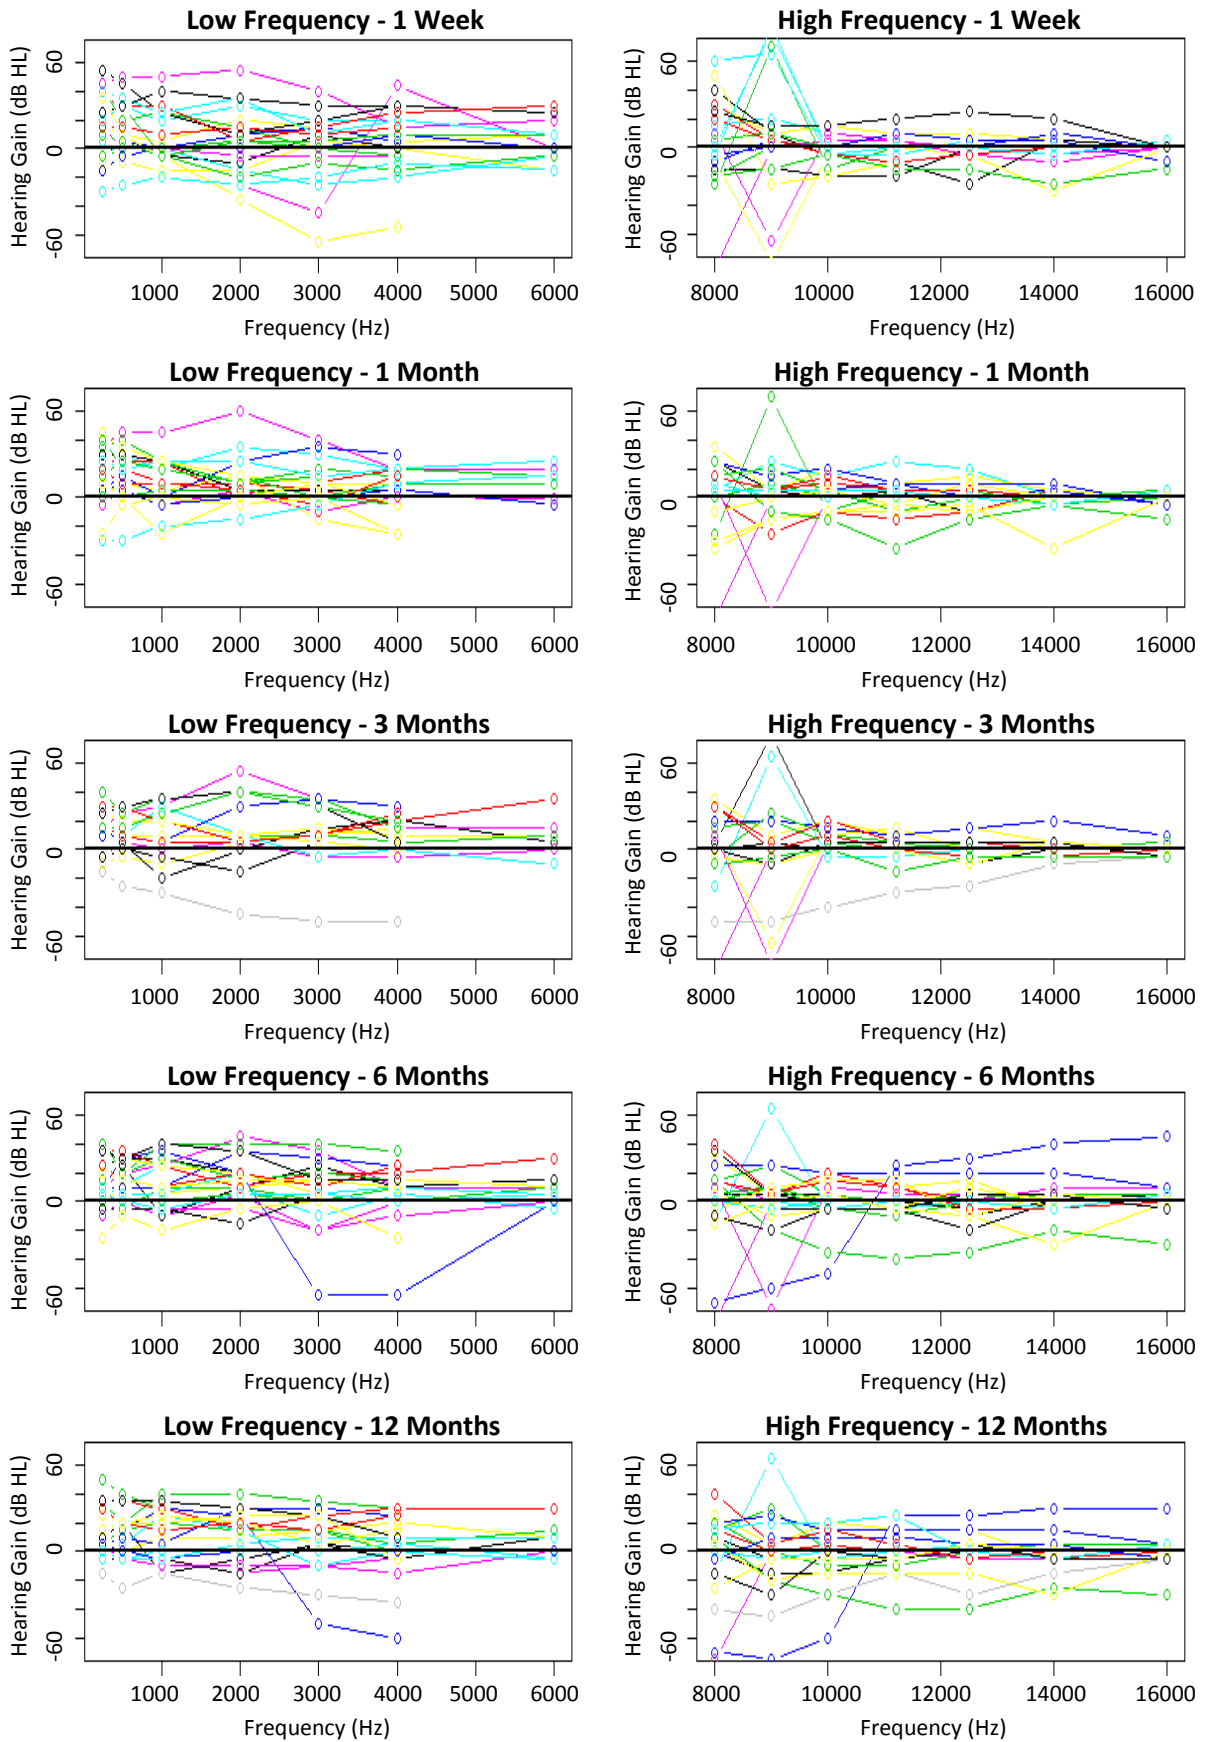 Low Frequency - 1 Week
High Frequency - 1 Week
Hearing Gain (dB HL)
60
0
-60
1000 2000 3000 4000 5000 6000
Frequency (Hz)
Hearing Gain (dB HL)
60
0
-60
8000 10000 12000 14000 16000
Frequency (Hz)
Low Frequency - 1 Month
High Frequency - 1 Month
Hearing Gain (dB HL)
60
0
-60
1000 2000 3000 4000 5000 6000
Frequency (Hz)
Hearing Gain (dB HL)
60
0
-60
8000 10000 12000 14000 16000
Frequency (Hz)
Low Frequency - 3 Months
High Frequency - 3 Months
Hearing Gain (dB HL)
60
0
-60
1000 2000 3000 4000 5000 6000
Frequency (Hz)
Hearing Gain (dB HL)
60
0
-60
8000 10000 12000 14000 16000
Frequency (Hz)
Low Frequency - 6 Months
High Frequency - 6 Months
Hearing Gain (dB HL)
60
0
-60
1000 2000 3000 4000 5000 6000
Frequency (Hz)
Hearing Gain (dB HL)
60
0
-60
8000 10000 12000 14000 16000
Frequency (Hz)
Low Frequency - 12 Months
High Frequency - 12 Months
Hearing Gain (dB HL)
60
0
-60
1000 2000 3000 4000 5000 6000
Frequency (Hz)
Hearing Gain (dB HL)
60
0
-60
8000 10000 12000 14000 16000
Frequency (Hz)